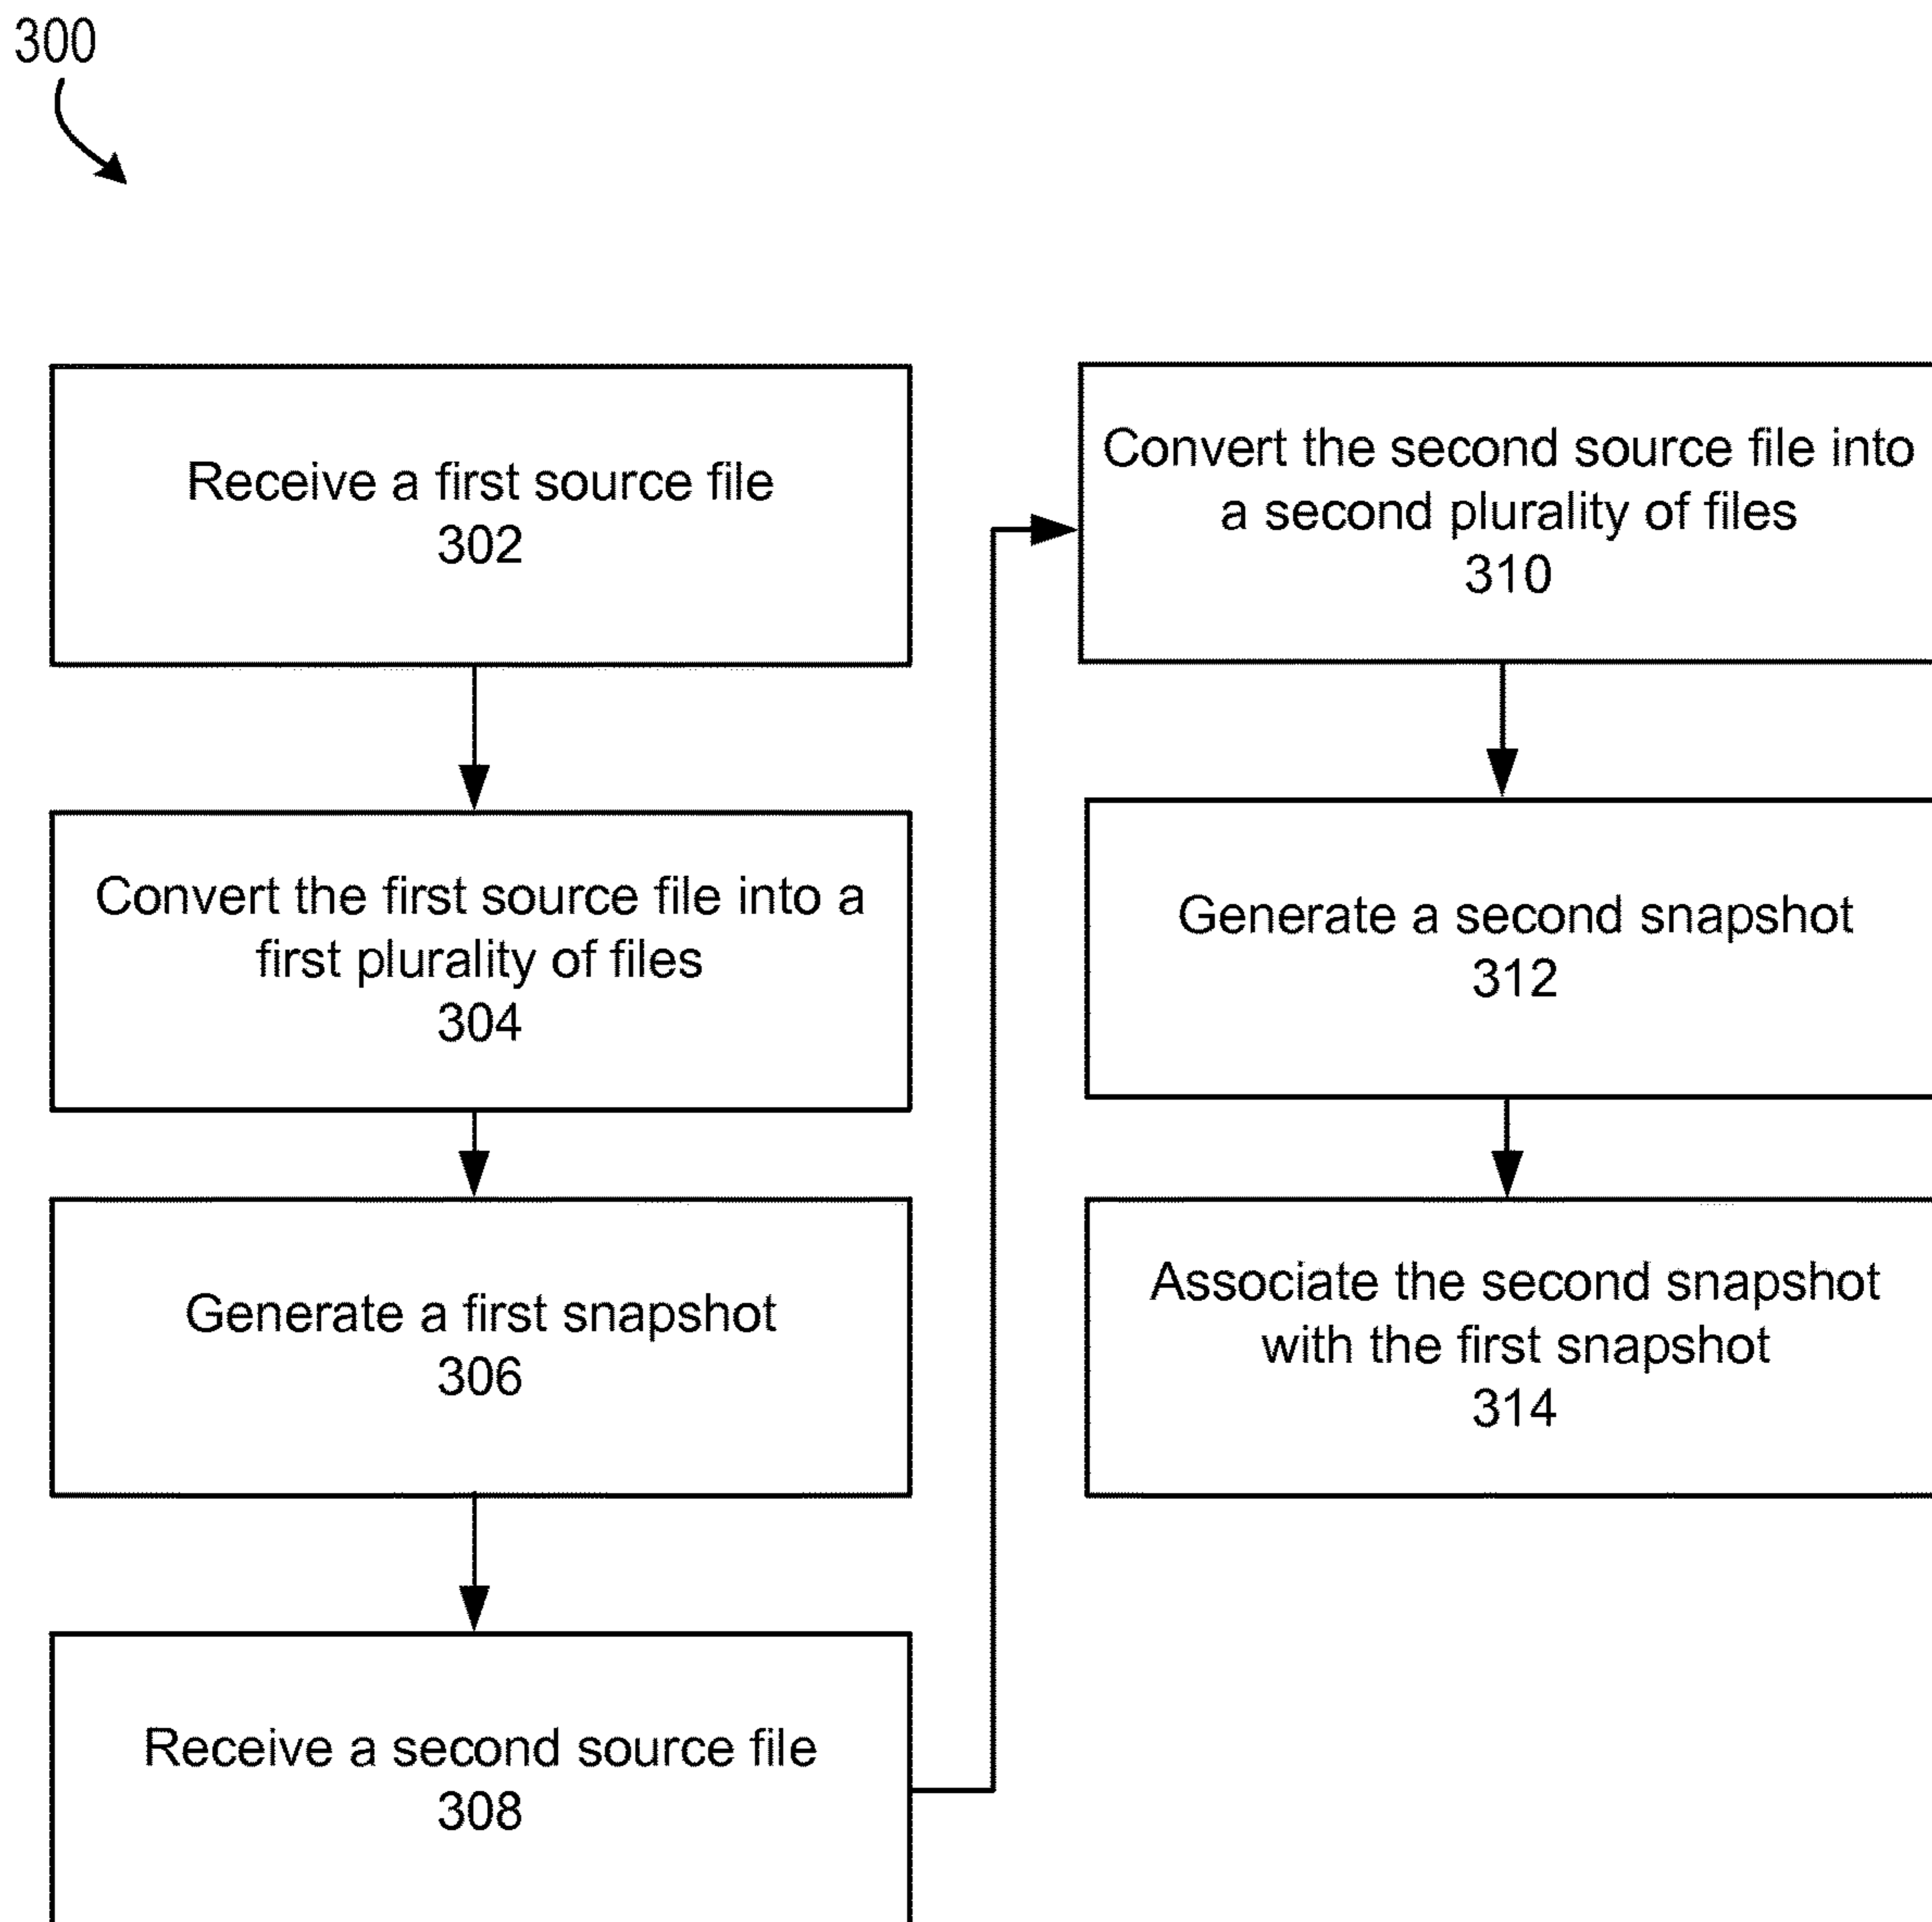 300
Receive a first source file
302
Convert the first source file into a
first plurality of files
304
Generate a first snapshot
306
Receive a second source file
308
Convert the second source file into
a second plurality of files
310
Generate a second snapshot
312
Associate the second snapshot
with the first snapshot
314